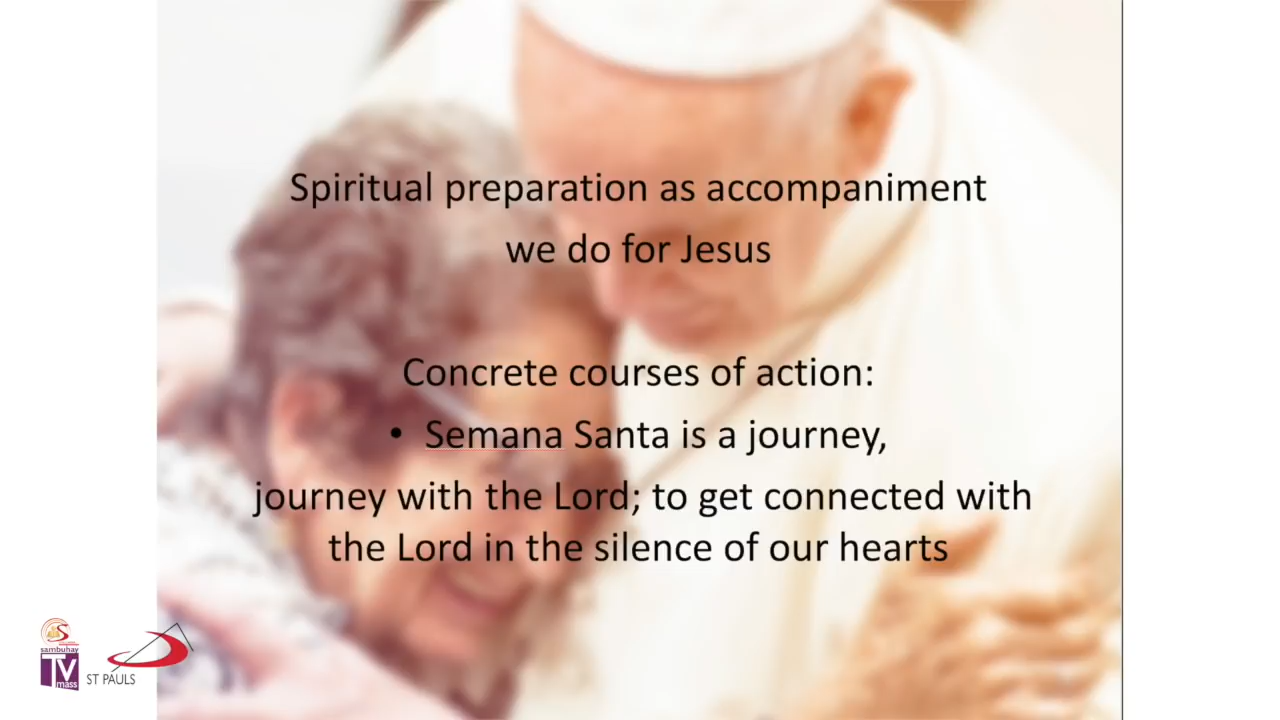 Spiritual preparation as accompaniment
we do for Jesus
Concrete courses of action:
• Semana Santa is a journey,
journey with the Lord; to get connected with
the Lord in the silence of our hearts
sambuhay
TV
mass
ST PAULS